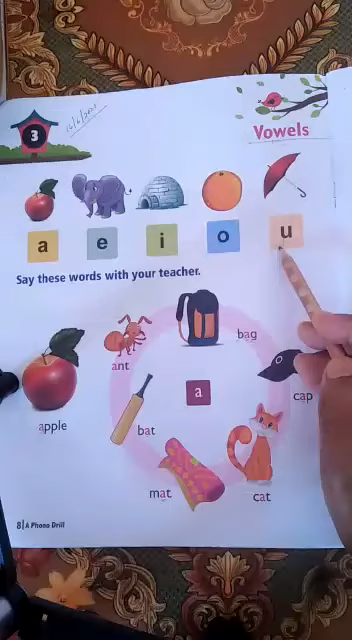 3
Vowels
a e i o u
Say these words with your teacher.
ant
bag
a
apple
bat
cap
mat
cat
8|A Phono Drill